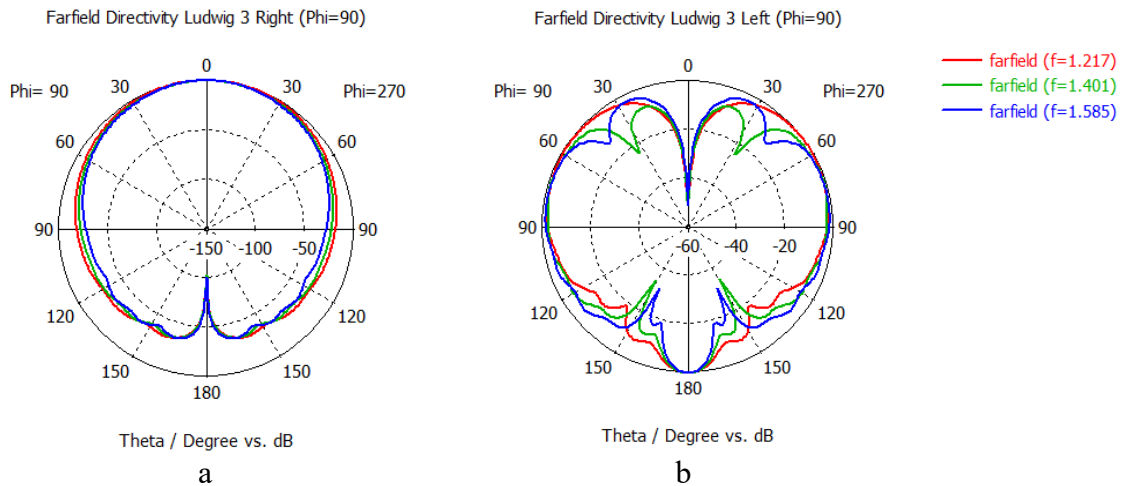 Farfield Directivity Ludwig 3 Right (Phi=90)
0
30
30
Phi= 90
Phi=270
60
60
90
90
-150
-100
-50
120
120
150
150
180
Theta / Degree vs. dB
a
Farfield Directivity Ludwig 3 Left (Phi=90)
0
30
30
Phi= 90
Phi=270
60
60
90
90
-60
-40
-20
120
120
150
150
180
Theta / Degree vs. dB
b
farfield (f=1.217)
farfield (f=1.401)
farfield (f=1.585)